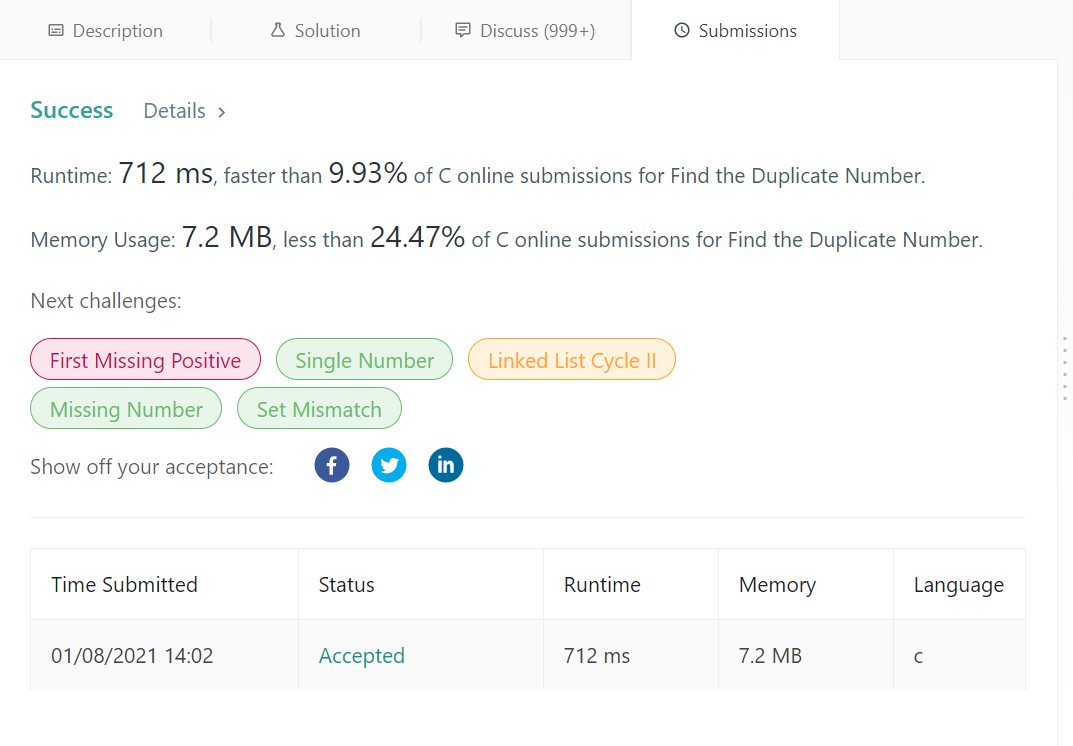 Description Solution Discuss (999+) Submissions
Success Details >
Runtime: 712 ms, faster than 9.93% of C online submissions for Find the Duplicate Number.
Memory Usage: 7.2 MB, less than 24.47% of C online submissions for Find the Duplicate Number.
Next challenges:
First Missing Positive Single Number Linked List Cycle II
Missing Number Set Mismatch
Show off your acceptance: f in
Time Submitted Status Runtime Memory Language
01/08/2021 14:02 Accepted 712 ms 7.2 MB c